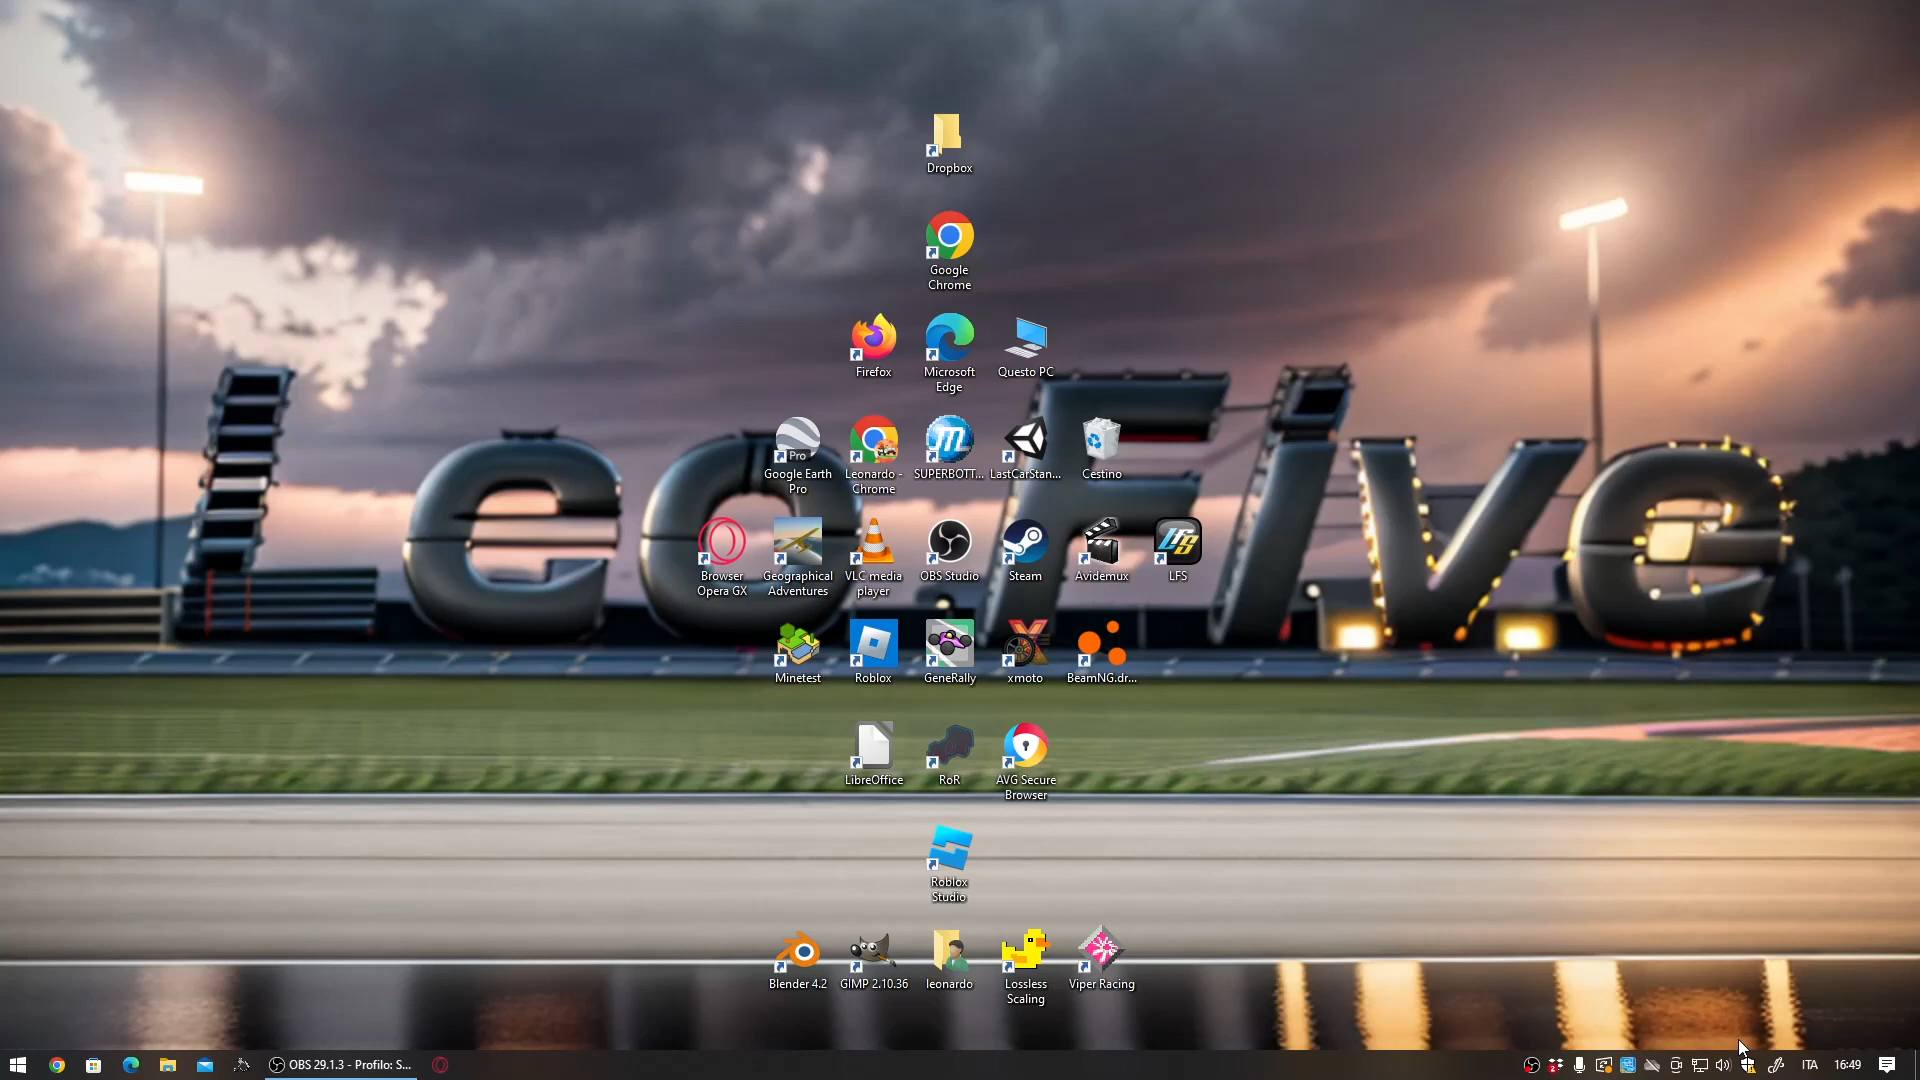 Leo Five
Dropbox
Google
Chrome
Firefox
Microsoft
Edge
Questo PC
Google Earth
Pro
Leonardo -
Chrome
SUPERBOTT...
LastCarStan...
Cestino
Browser
Opera GX
Geographical
Adventures
VLC media
player
OBS Studio
Steam
Avidemux
LFS
Minetest
Roblox
GeneRally
xmoto
BeamNG.dr...
LibreOffice
RoR
AVG Secure
Browser
Roblox
Studio
Blender 4.2
GIMP 2.10.36
leonardo
Lossless
Scaling
Viper Racing
OBS 29.1.3 - Profilo: S...
ITA
16:49